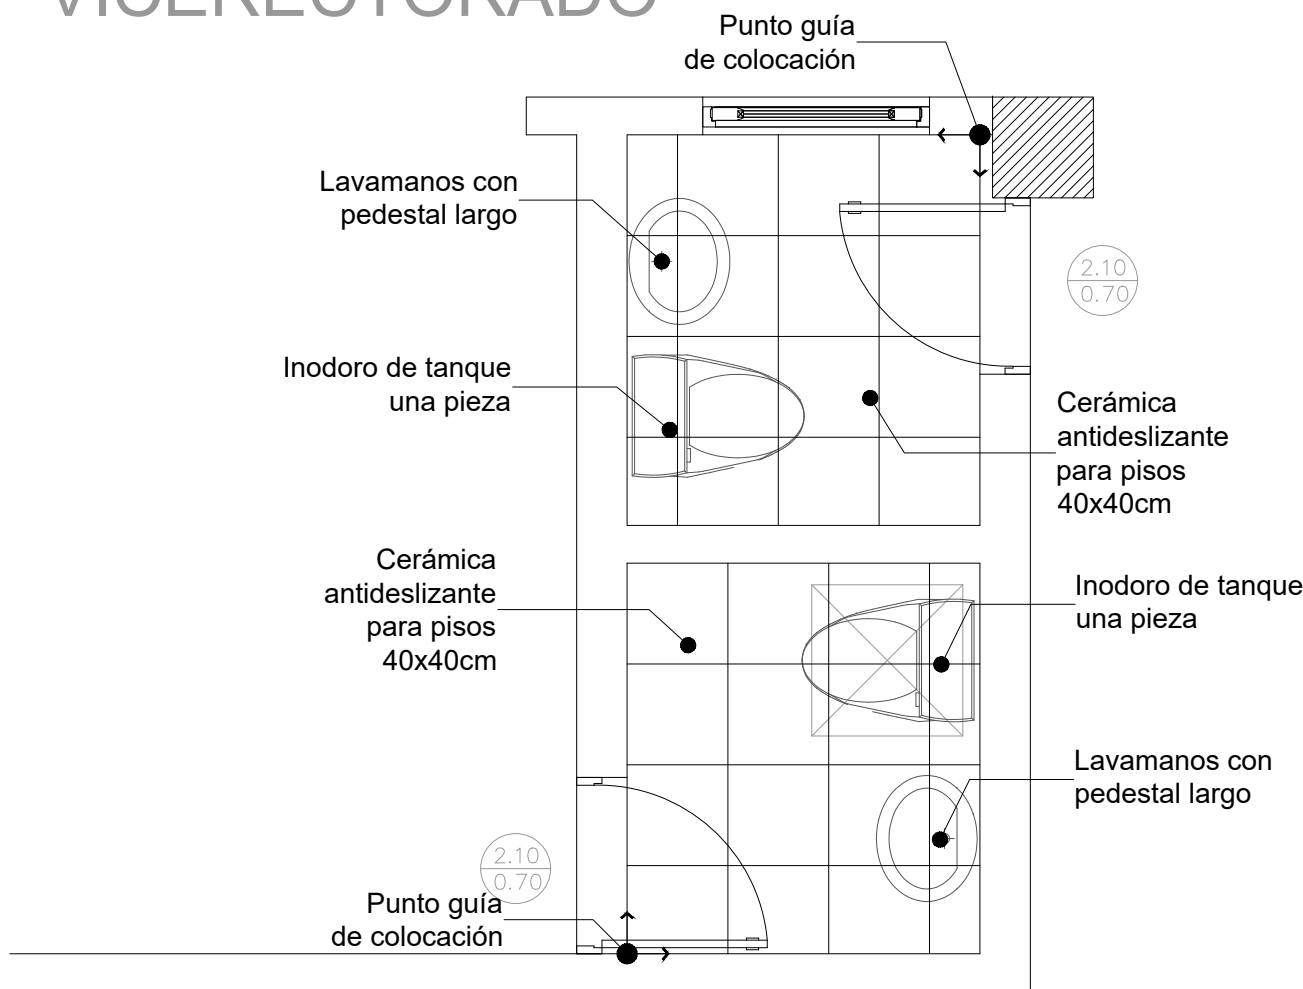 VICERECTORADO
Punto guía
de colocación
Lavamanos con
pedestal largo
2.10
0.70
Inodoro de tanque
una pieza
Cerámica
antideslizante
para pisos
40x40cm
Cerámica
antideslizante
para pisos
40x40cm
Inodoro de tanque
una pieza
Lavamanos con
pedestal largo
2.10
0.70
Punto guía
de colocación